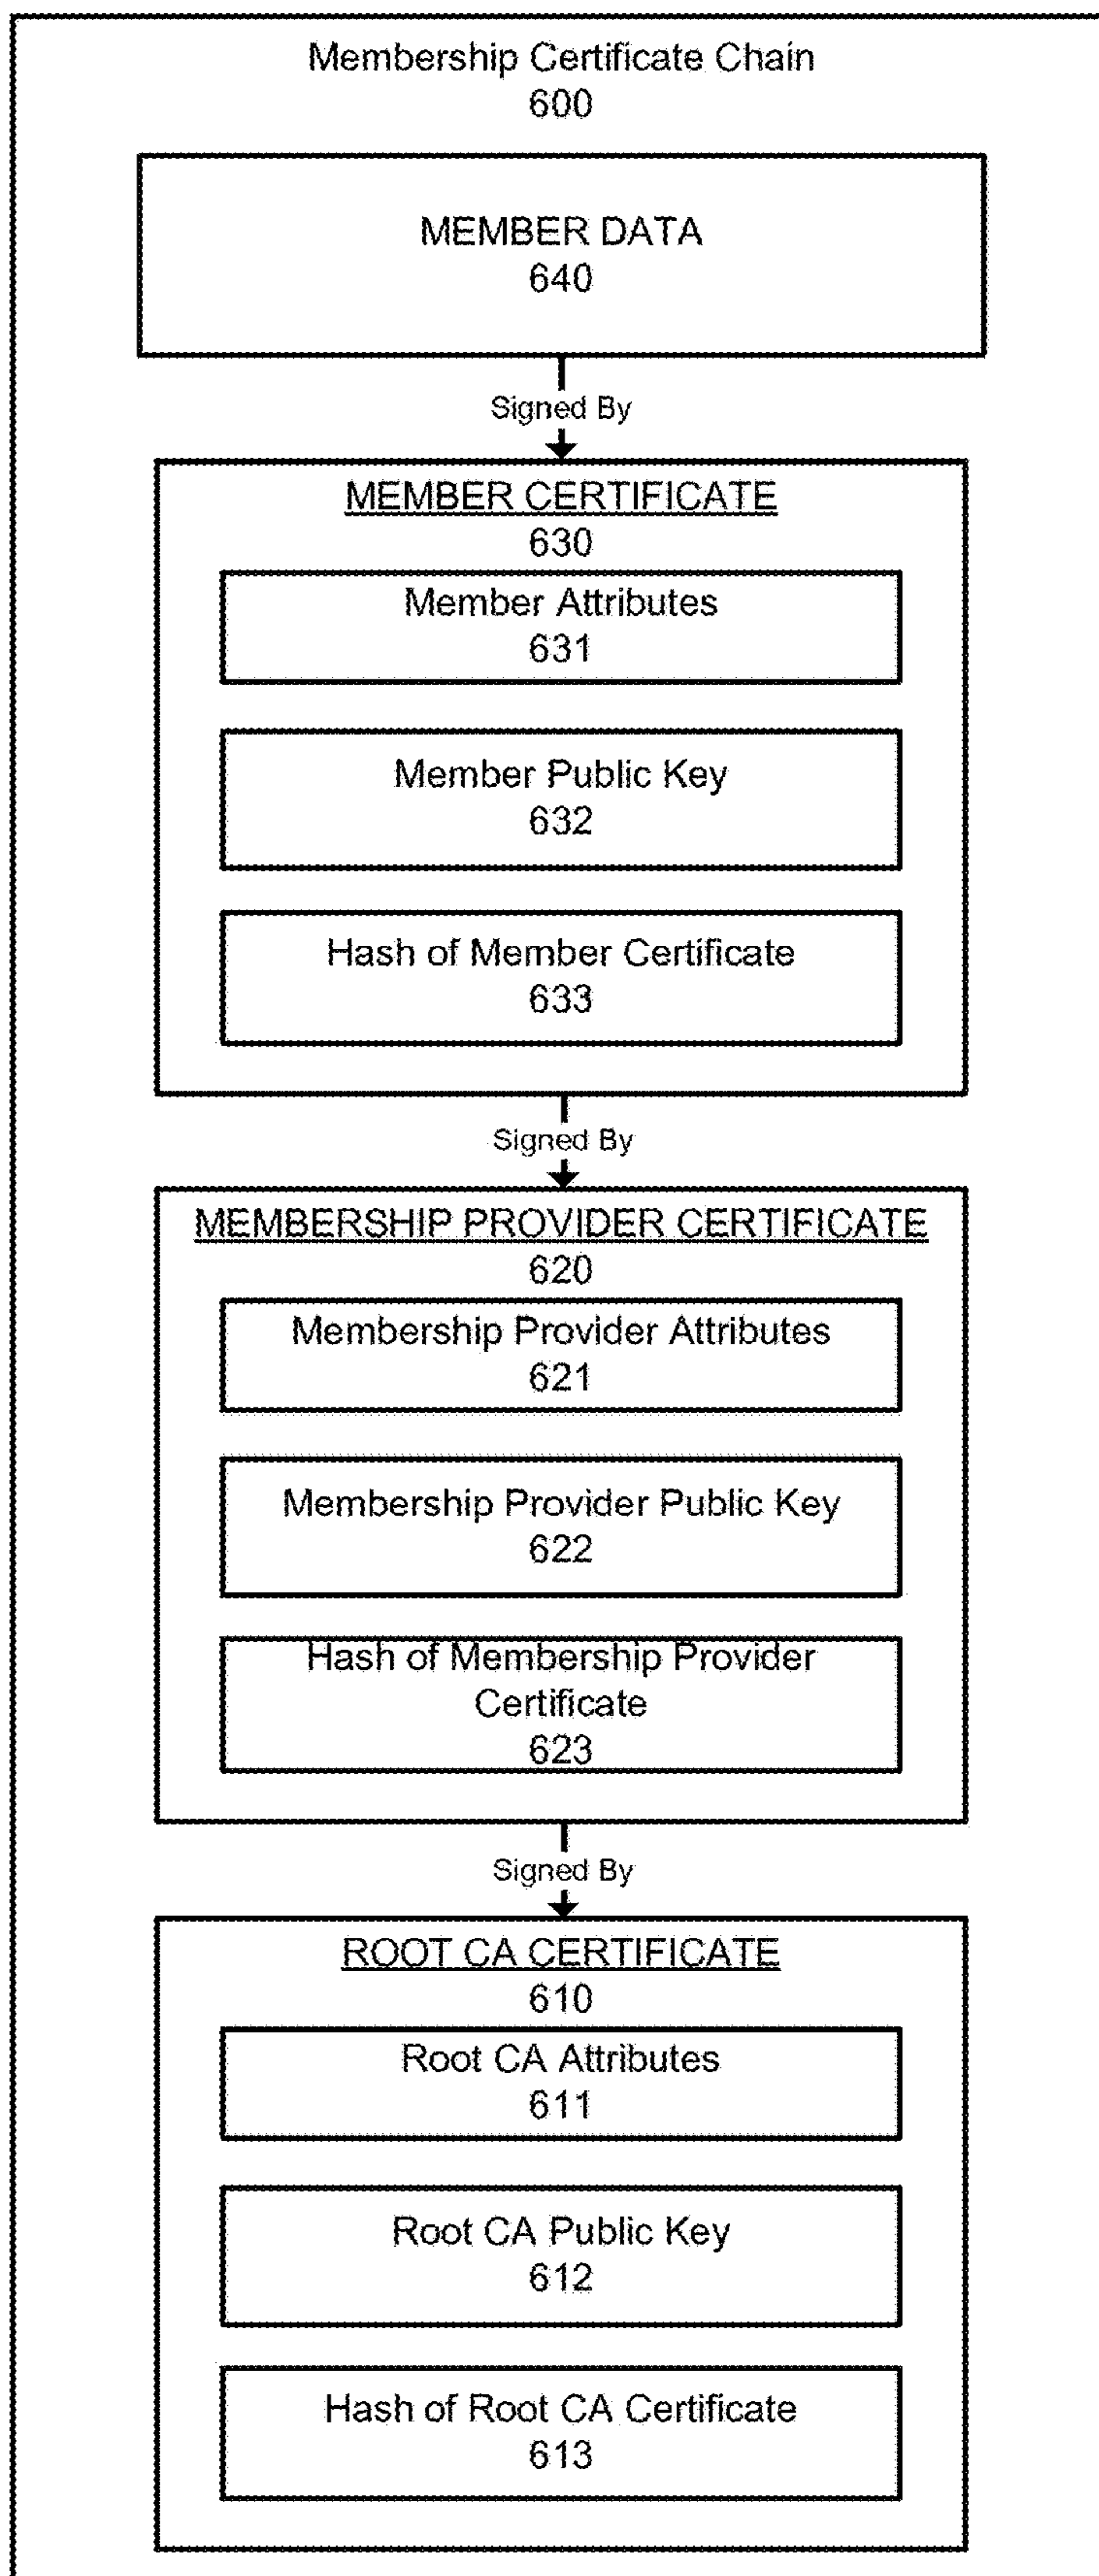 Membership Certificate Chain
600
MEMBER DATA
640
Signed By
MEMBER CERTIFICATE
630
Member Attributes
631
Member Public Key
632
Hash of Member Certificate
633
Signed By
MEMBERSHIP PROVIDER CERTIFICATE
620
Membership Provider Attributes
621
Membership Provider Public Key
622
Hash of Membership Provider
Certificate
623
Signed By
ROOT CA CERTIFICATE
610
Root CA Attributes
611
Root CA Public Key
612
Hash of Root CA Certificate
613